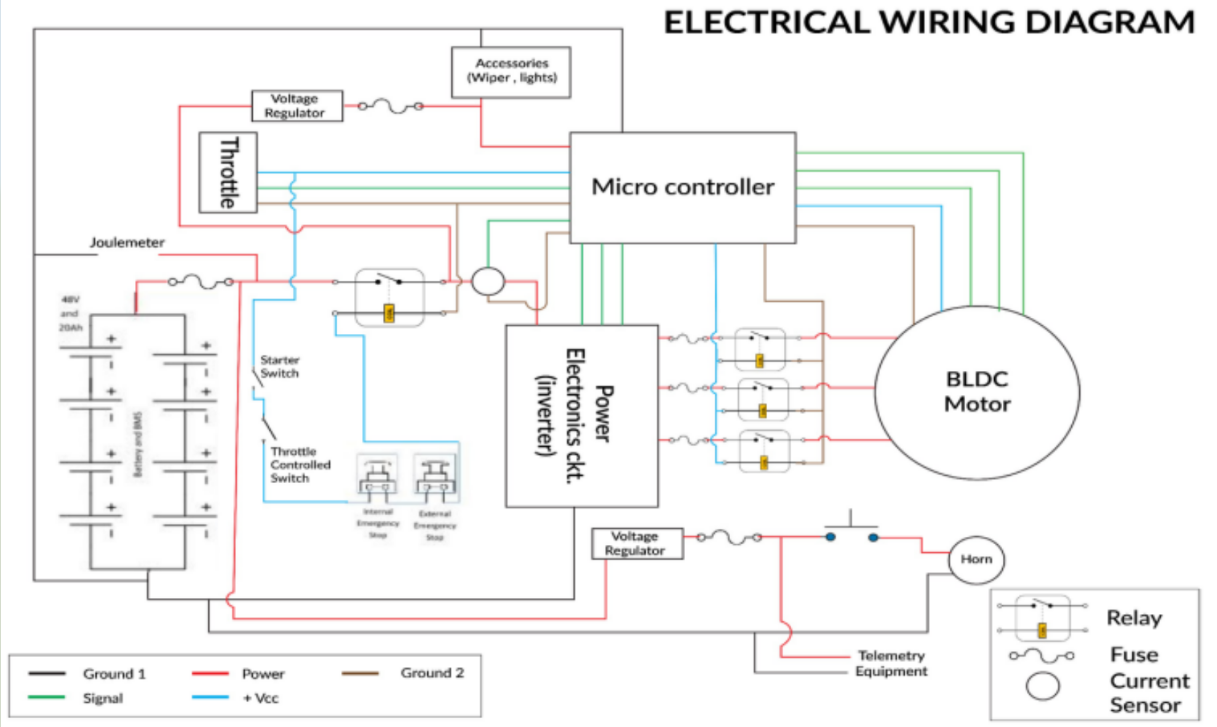 ELECTRICAL WIRING DIAGRAM
Accessories
(Wiper , lights)
Voltage
Regulator
Throttle
Micro controller
Joulemeter
48V
and
20Ah
Battery and BMS
Starter
Switch
Throttle
Controlled
Switch
Internal
Emergency
Stop
External
Emergency
Stop
Power
Electronics ckt.
(inverter)
BLDC
Motor
Voltage
Regulator
Horn
Telemetry
Equipment
Relay
Fuse
Current
Sensor
Ground 1
Power
Ground 2
Signal
+ Vcc